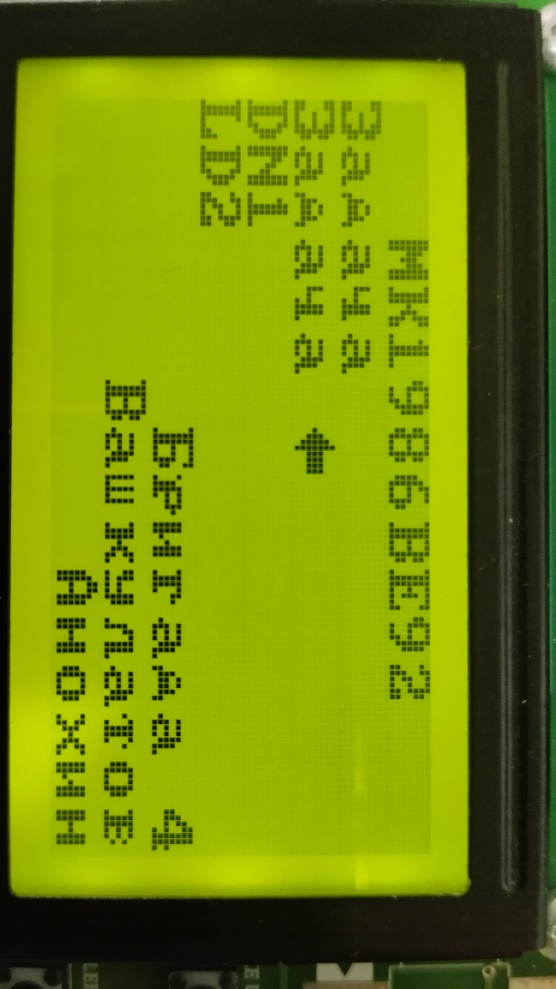 МК1986ВЕ92
Задача
Задача ←
DN1
LD2
Бригада 4
Вашкулатов
Анохин